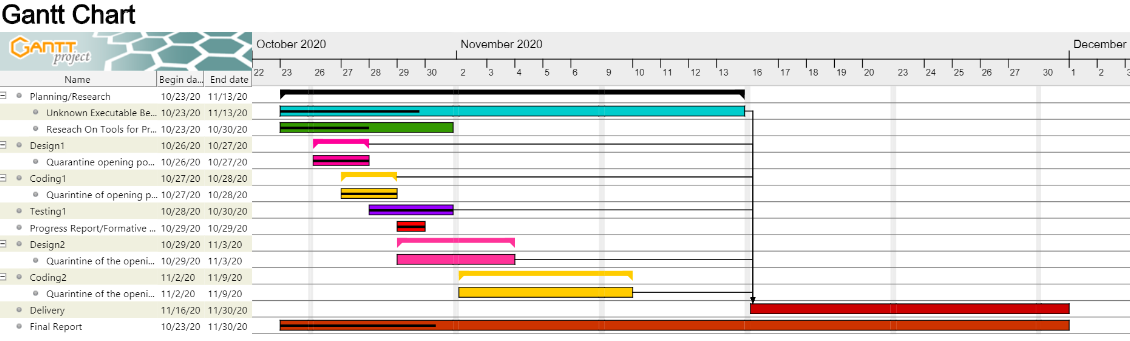 Gantt Chart
GANTT project
October 2020 November 2020 December
Name Begin da... End date
22 23 26 27 28 29 30 2 3 4 5 6 9 10 11 12 13 16 17 18 19 20 23 24 25 26 27 30 1 2 3
Planning/Research 10/23/20 11/13/20
Unknown Executable Be... 10/23/20 11/13/20
Reseach On Tools for Pr... 10/23/20 10/30/20
Design1 10/26/20 10/27/20
Quarantine opening po... 10/26/20 10/27/20
Coding1 10/27/20 10/28/20
Quarintine of opening p... 10/27/20 10/28/20
Testing1 10/28/20 10/30/20
Progress Report/Formative ... 10/29/20 10/29/20
Design2 10/29/20 11/3/20
Quarintine of the openi... 10/29/20 11/3/20
Coding2 11/2/20 11/9/20
Quarintine of the openi... 11/2/20 11/9/20
Delivery 11/16/20 11/30/20
Final Report 10/23/20 11/30/20